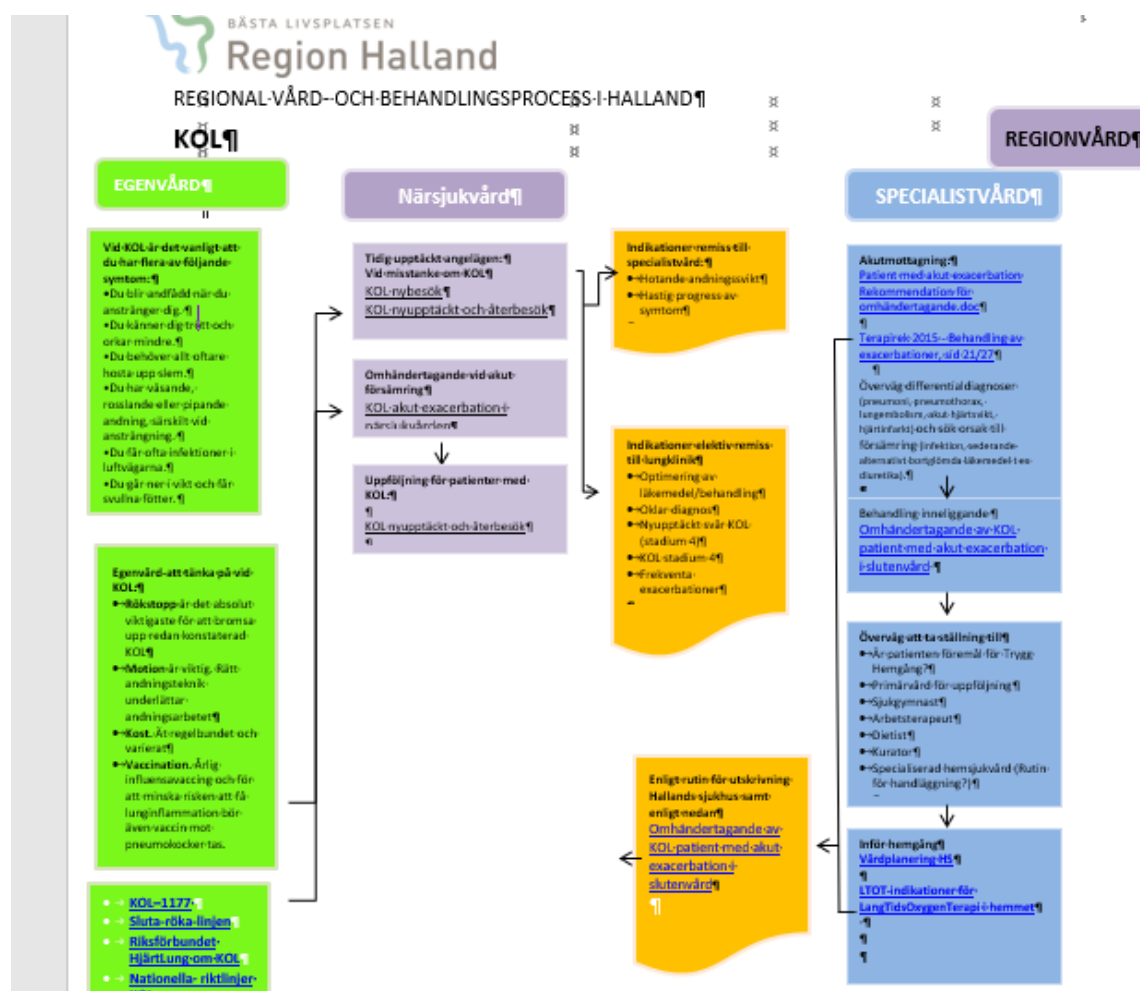 BÄSTA LIVSPLATSEN
Region Halland
REGIONAL·VÅRD-·OCH·BEHANDLINGSPROCESS·I·HALLAND¶
KOL¶
REGIONVÅRD¶
EGENVÅRD¶
Vid·KOL·är·det·vanligt·att·
du·har·flera·av·följande·
symtom:¶
•Du·blir·andfådd·när·du·
anstränger·dig.¶
•Du·känner·dig·trött·och·
orkar·mindre.¶
•Du·behöver·allt·oftare·
hosta·upp·slem.¶
•Du·har·väsande,·
rosslande·eller·pipande·
andning,·särskilt·vid·
ansträngning.¶
•Du·får·ofta·infektioner·i·
luftvägarna.¶
•Du·går·ner·i·vikt·och·får·
svullna·fötter.¶
Egenvård·att·tänka·på·vid·
KOL:¶
•→Rökstopp·är·det·absolut·
viktigaste·för·att·bromsa·
upp·redan·konstaterad·
KOL¶
•→Motion·är·viktig.·Rätt·
andningsteknik·
underlättar·
andningsarbetet¶
•→Kost.·Ät·regelbundet·och·
varierat¶
•→Vaccination.·Årlig·
influensavaccing·och·för·
att·minska·risken·att·få·
lunginflammation·bör·
även·vaccin·mot·
pneumokocker·tas.
•→KOL–1177·¶
•→Sluta·röka·linjen¶
•→Riksförbundet·
HjärtLung·om·KOL¶
•→Nationella·riktlinjer·
Närsjukvård¶
Tidig·upptäckt·angelägen:¶
Vid·misstanke·om·KOL¶
KOL·nybesök¶
KOL·nyupptäckt·och·återbesök¶
Omhändertagande·vid·akut·
försämring¶
KOL·akut·exacerbation·i·
närsjukvården¶
Uppföljning·för·patienter·med·
KOL:¶
¶
KOL·nyupptäckt·och·återbesök¶
¶
Indikationer·remiss·till·
specialistvård:¶
•→Hotande·andningssvikt¶
•→Hastig·progress·av·
symtom¶
Indikationer·elektiv·remiss·
till·lungklinik¶
•→Optimering·av·
läkemedel/behandling¶
•→Oklar·diagnos¶
•→Nyupptäckt·svår·KOL·
(stadium·4)¶
•→KOL·stadium·4¶
•→Frekventa·
exacerbationer¶
Enligt·rutin·för·utskrivning·
Hallands·sjukhus·samt·
enligt·nedan¶
Omhändertagande·av·
KOL·patient·med·akut·
exacerbation·i·
slutenvård¶
¶
SPECIALISTVÅRD¶
Akutmottagning:¶
Patient·med·akut·exacerbation·
Rekommendation·för·
omhändertagande.doc¶
¶
Terapirek·2015·–·Behandling·av·
exacerbationer,·sid·21/27¶
¶
Överväg·differentialdiagnoser·
(pneumoni,·pneumothorax,·
lungembolism,·akut·hjärtsvikt,·
hjärtinfarkt)·och·sök·orsak·till·
försämring·(infektion,·sederande·
alternativt·bortglömda·läkemedel·t·ex·
diuretika).¶
Behandling·inneliggande¶
Omhändertagande·av·KOL·
patient·med·akut·exacerbation·
i·slutenvård·¶
Överväg·att·ta·ställning·till¶
•→Är·patienten·föremål·för·Trygg·
Hemgång?¶
•→Primärvård·för·uppföljning¶
•→Sjukgymnast¶
•→Arbetsterapeut¶
•→Dietist¶
•→Kurator¶
•→Specialiserad·hemsjukvård·(Rutin·
för·handläggning?)¶
Inför·hemgång¶
Vårdplanering·HS¶
¶
LTOT·indikationer·för·
LangTidsOxygenTerapi·i·hemmet¶
·¶
¶
¶